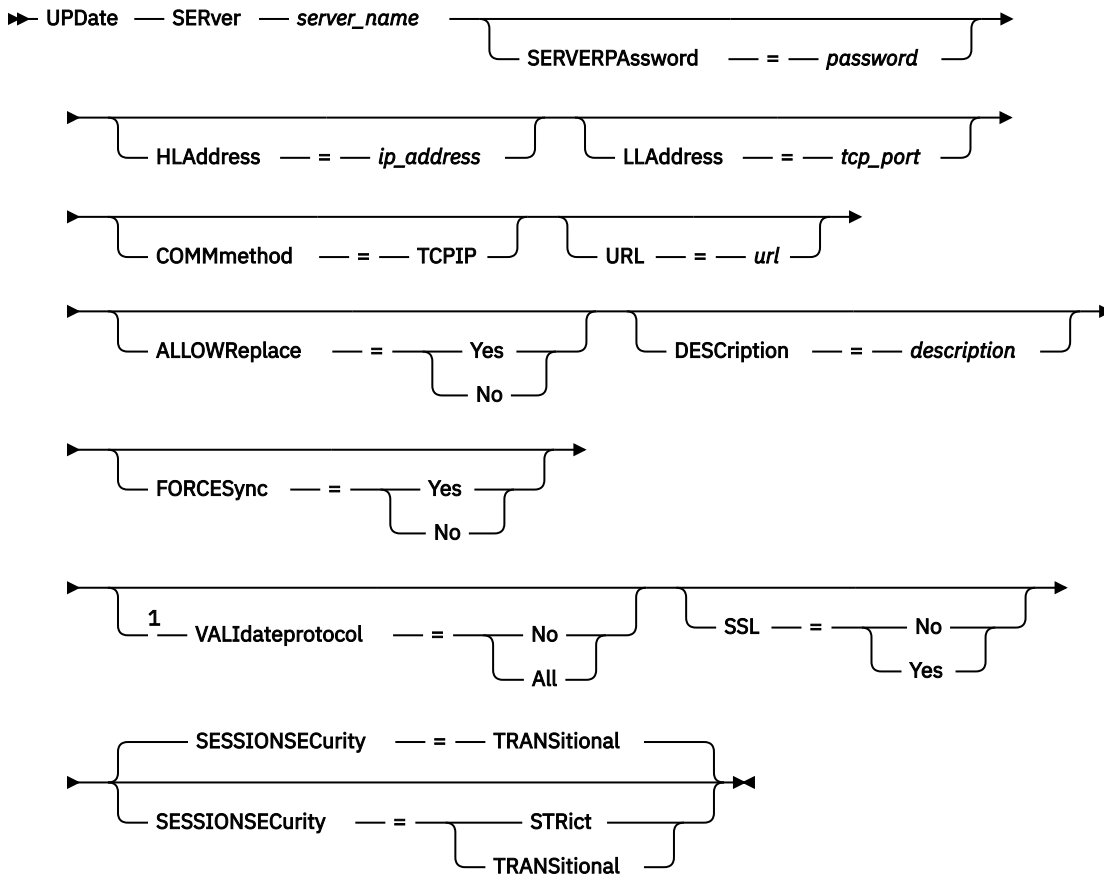 UPDate SERver server_name
SERVERPAssword = password
HLAddress = ip_address LLAddress = tcp_port
COMMmethod = TCPIP URL = url
ALLOWReplace = Yes DESCription = description
No
FORCESync = Yes
No
1 VALIdateprotocol = No SSL = No
All Yes
SESSIONSECurity = TRANSitional
SESSIONSECurity = STRict
TRANSitional